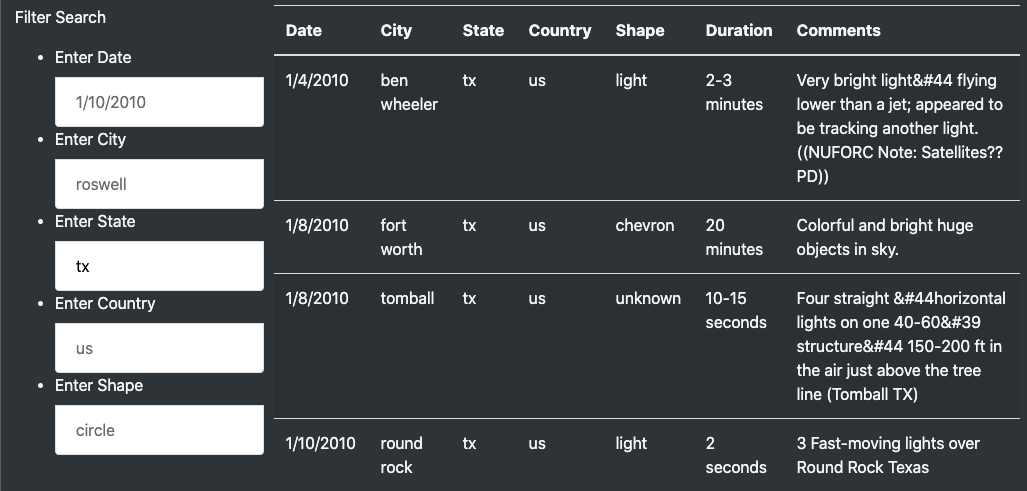 Filter Search
Enter Date
1/10/2010
Enter City
roswell
Enter State
tx
Enter Country
us
Enter Shape
circle
Date City State Country Shape Duration Comments
1/4/2010 ben tx us light 2-3 Very bright light&#44 flying
wheeler minutes lower than a jet; appeared to
be tracking another light.
((NUFORC Note: Satellites??
PD))
1/8/2010 fort tx us chevron 20 Colorful and bright huge
worth minutes objects in sky.
1/8/2010 tomball tx us unknown 10-15 Four straight &#44horizontal
seconds lights on one 40-60&#39
structure&#44 150-200 ft in
the air just above the tree
line (Tomball TX)
1/10/2010 round tx us light 2 3 Fast-moving lights over
rock seconds Round Rock Texas